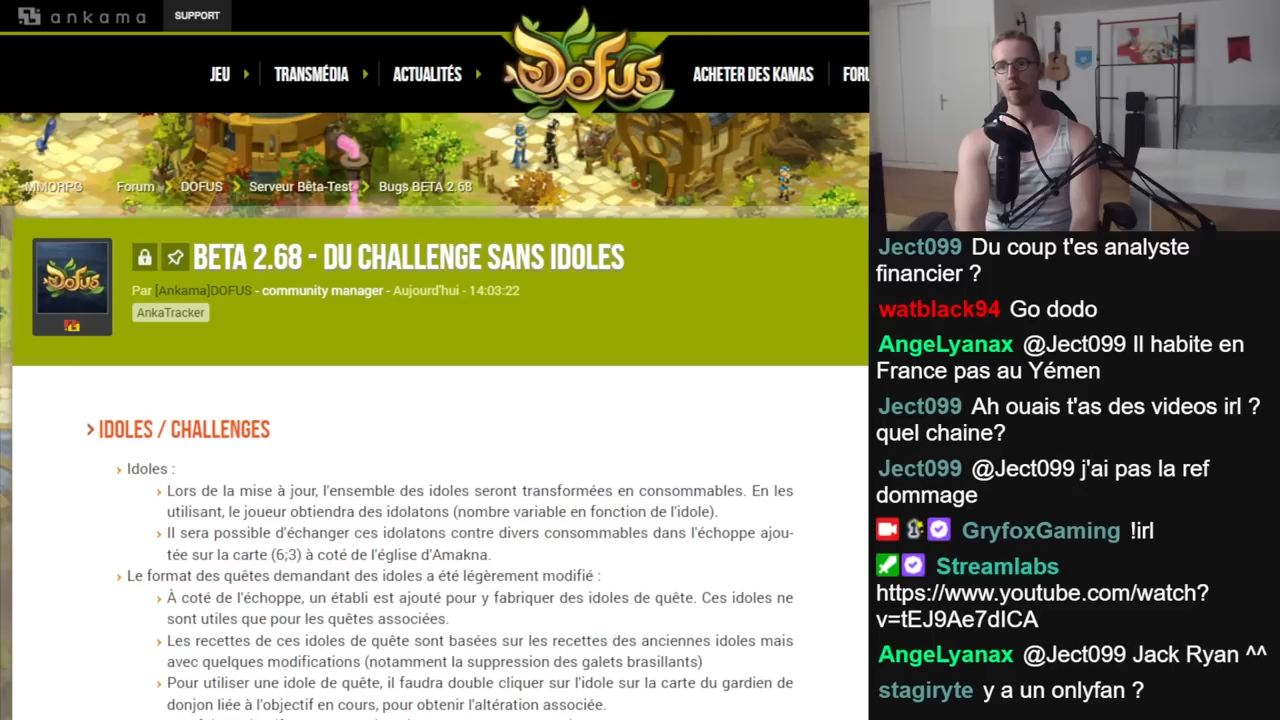 ankama
SUPPORT
JEU
TRANSMÉDIA
ACTUALITÉS
DOFUS
ACHETER DES KAMAS
FORU
MMORPG
Forum
DOFUS
Serveur Bêta-Test
Bugs BETA 2.68
DOFUS
BETA 2.68 - DU CHALLENGE SANS IDOLES
Par [Ankama]DOFUS - community manager - Aujourd'hui - 14:03:22
AnkaTracker
IDOLES / CHALLENGES
Idoles :
Lors de la mise à jour, l'ensemble des idoles seront transformées en consommables. En les
utilisant, le joueur obtiendra des idolatons (nombre variable en fonction de l'idole).
Il sera possible d'échanger ces idolatons contre divers consommables dans l'échoppe ajou-
tée sur la carte (6;3) à coté de l'église d'Amakna.
Le format des quêtes demandant des idoles a été légèrement modifié :
À coté de l'échoppe, un établi est ajouté pour y fabriquer des idoles de quête. Ces idoles ne
sont utiles que pour les quêtes associées.
Les recettes de ces idoles de quête sont basées sur les recettes des anciennes idoles mais
avec quelques modifications (notamment la suppression des galets brasillants)
Pour utiliser une idole de quête, il faudra double cliquer sur l'idole sur la carte du gardien de
donjon liée à l'objectif en cours, pour obtenir l'altération associée.
Ject099 Du coup t'es analyste
financier ?
watblack94 Go dodo
AngeLyanax @Ject099 Il habite en
France pas au Yémen
Ject099 Ah ouais t'as des videos irl ?
quel chaine?
Ject099 @Ject099 j'ai pas la ref
dommage
GryfoxGaming !irl
Streamlabs
https://www.youtube.com/watch?
v=tEJ9Ae7dICA
AngeLyanax @Ject099 Jack Ryan ^^
stagiryte y a un onlyfan ?